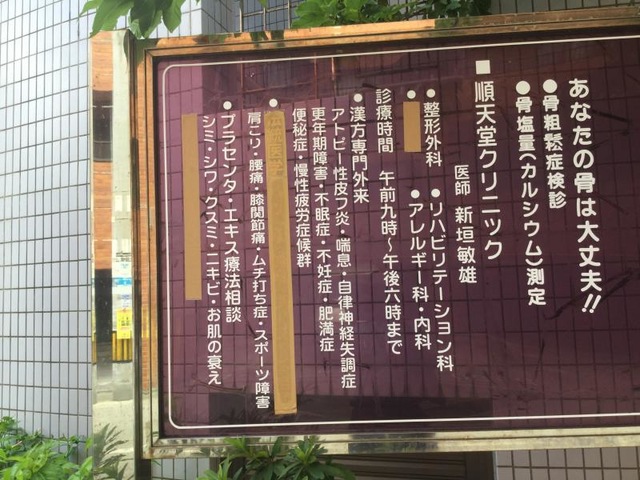 あなたの骨は大丈夫!!
●骨粗鬆症検診
●骨塩量(カルシウム)測定
■順天堂クリニック
医師 新垣敏雄
●整形外科 ●リハビリテーション科
●アレルギー科・内科
診療時間 午前九時〜午後六時まで
●漢方専門外来
アトピー性皮フ炎・喘息・自律神経失調症
更年期障害・不眠症・不妊症・肥満症
便秘症・慢性疲労症候群
肩こり・腰痛・膝関節痛・ムチ打ち症・スポーツ障害
●プラセンタ・エキス療法相談
シミ・シワ・クスミ・ニキビ・お肌の衰え